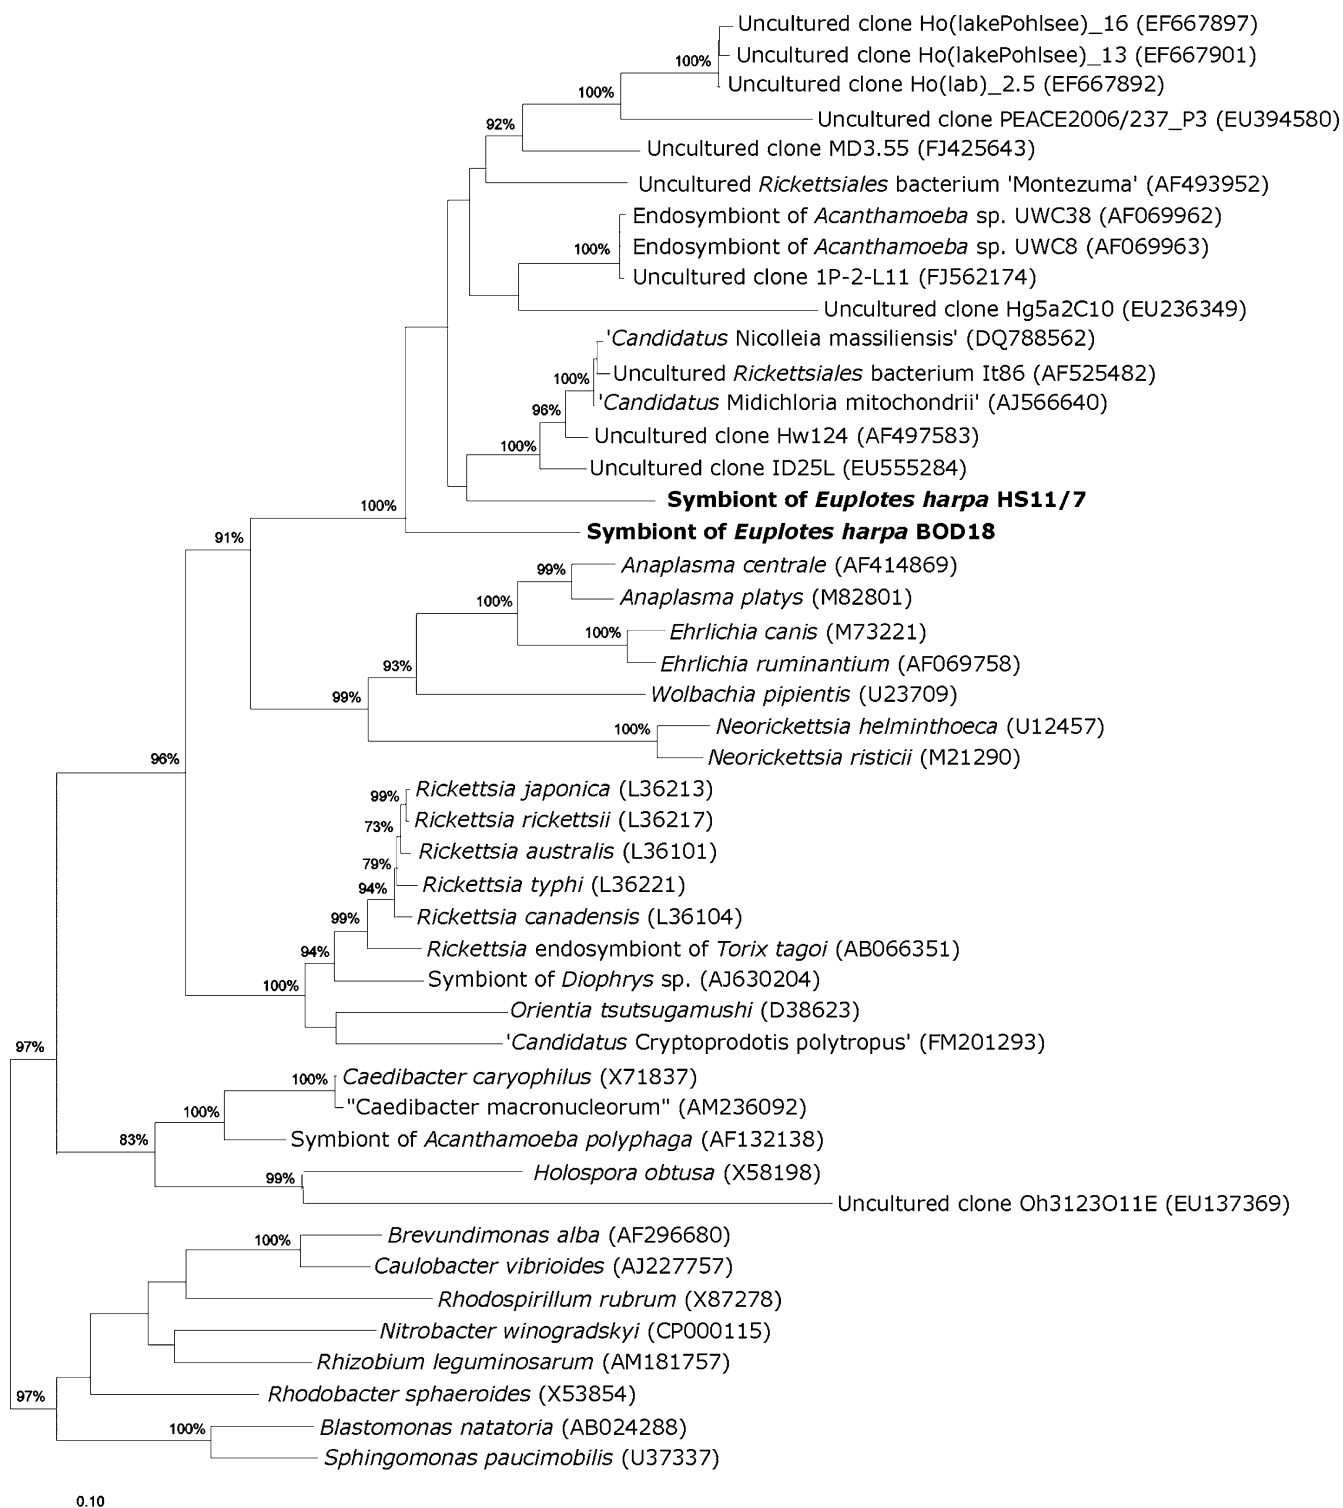 Uncultured clone Ho(lakePohlsee)_16 (EF667897)
Uncultured clone Ho(lakePohlsee)_13 (EF667901)
100%
Uncultured clone Ho(lab)_2.5 (EF667892)
100%
Uncultured clone PEACE2006/237_P3 (EU394580)
92%
Uncultured clone MD3.55 (FJ425643)
Uncultured Rickettsiales bacterium 'Montezuma' (AF493952)
Endosymbiont of Acanthamoeba sp. UWC38 (AF069962)
100%
Endosymbiont of Acanthamoeba sp. UWC8 (AF069963)
Uncultured clone 1P-2-L11 (FJ562174)
Uncultured clone Hg5a2C10 (EU236349)
'Candidatus Nicolleia massiliensis' (DQ788562)
100%
Uncultured Rickettsiales bacterium It86 (AF525482)
'Candidatus Midichloria mitochondrii' (AJ566640)
96%
Uncultured clone Hw124 (AF497583)
100%
Uncultured clone ID25L (EU555284)
Symbiont of Euplotes harpa HS11/7
100%
Symbiont of Euplotes harpa BOD18
91%
Anaplasma centrale (AF414869)
99%
Anaplasma platys (M82801)
100%
Ehrlichia canis (M73221)
100%
Ehrlichia ruminantium (AF069758)
93%
Wolbachia pipientis (U23709)
99%
Neorickettsia helminthoeca (U12457)
100%
Neorickettsia risticii (M21290)
96%
Rickettsia japonica (L36213)
99%
Rickettsia rickettsii (L36217)
73%
Rickettsia australis (L36101)
79%
Rickettsia typhi (L36221)
94%
Rickettsia canadensis (L36104)
99%
Rickettsia endosymbiont of Torix tagoi (AB066351)
94%
Symbiont of Diophrys sp. (AJ630204)
100%
Orientia tsutsugamushi (D38623)
'Candidatus Cryptoprodotis polytropus' (FM201293)
97%
Caedibacter caryophilus (X71837)
100%
"Caedibacter macronucleorum" (AM236092)
100%
Symbiont of Acanthamoeba polyphaga (AF132138)
83%
Holospora obtusa (X58198)
99%
Uncultured clone Oh3123O11E (EU137369)
Brevundimonas alba (AF296680)
100%
Caulobacter vibrioides (AJ227757)
Rhodospirillum rubrum (X87278)
Nitrobacter winogradskyi (CP000115)
Rhizobium leguminosarum (AM181757)
Rhodobacter sphaeroides (X53854)
97%
Blastomonas natatoria (AB024288)
100%
Sphingomonas paucimobilis (U37337)
0.10